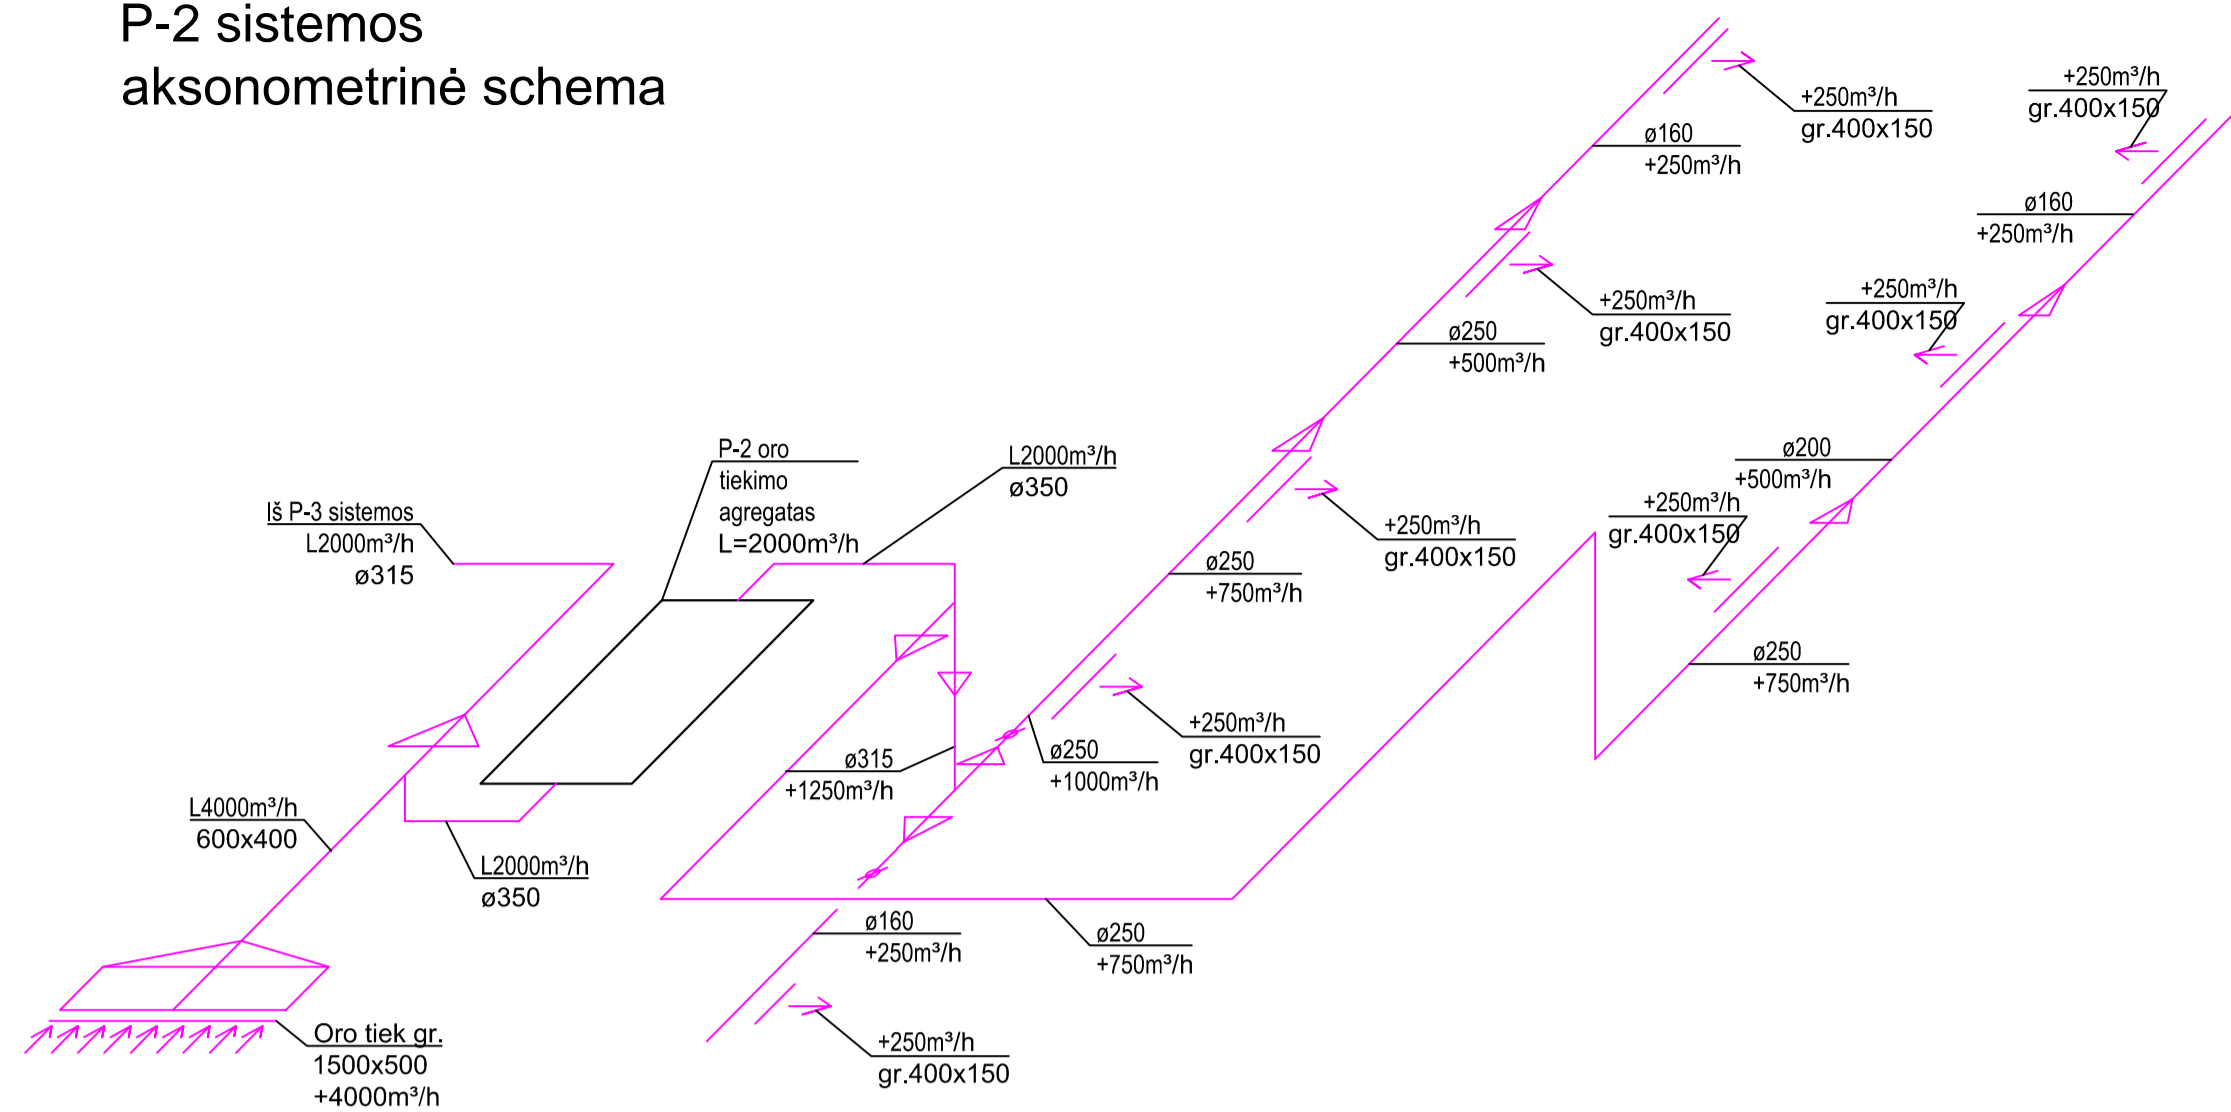 P-2 sistemos
aksonometrinė schema
+250m³/h
gr.400x150
+250m³/h
gr.400x150
ø160
+250m³/h
ø160
+250m³/h
+250m³/h
gr.400x150
+250m³/h
gr.400x150
ø250
+500m³/h
P-2 oro
tiekimo
agregatas
L=2000m³/h
L2000m³/h
ø350
ø200
+500m³/h
Iš P-3 sistemos
L2000m³/h
ø315
+250m³/h
gr.400x150
+250m³/h
gr.400x150
ø250
+750m³/h
ø250
+750m³/h
+250m³/h
gr.400x150
ø315
+1250m³/h
ø250
+1000m³/h
L4000m³/h
600x400
L2000m³/h
ø350
ø160
+250m³/h
ø250
+750m³/h
Oro tiek gr.
1500x500
+4000m³/h
+250m³/h
gr.400x150